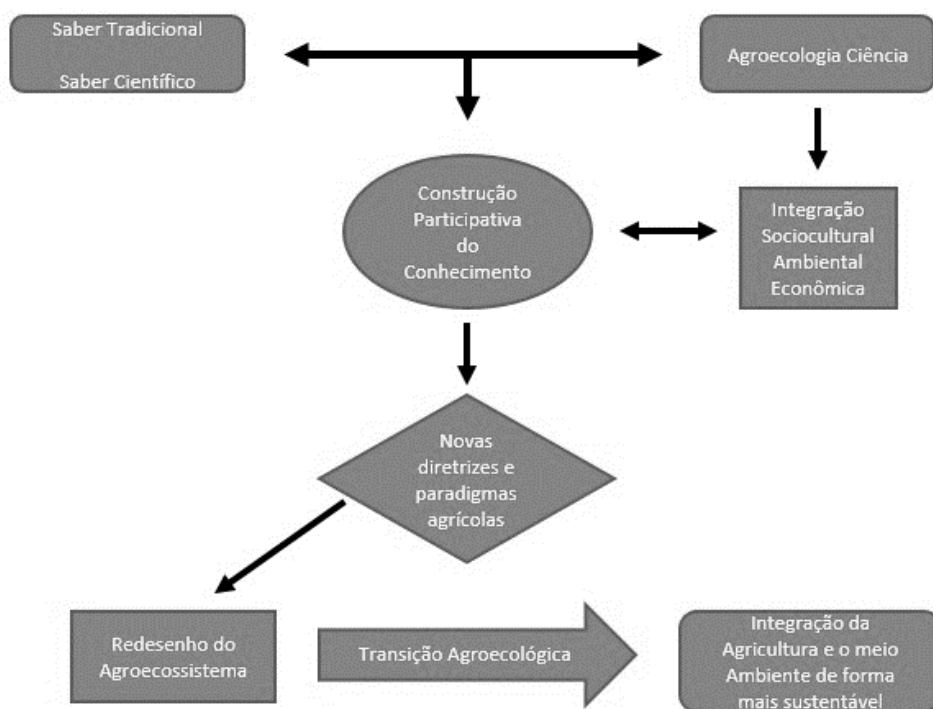 Saber Tradicional
Saber Científico
Agroecologia Ciência
Construção
Participativa
do
Conhecimento
Integração
Sociocultural
Ambiental
Econômica
Novas
diretrizes e
paradigmas
agrícolas
Redesenho do
Agroecossistema
Transição Agroecológica
Integração da
Agricultura e o meio
Ambiente de forma
mais sustentável